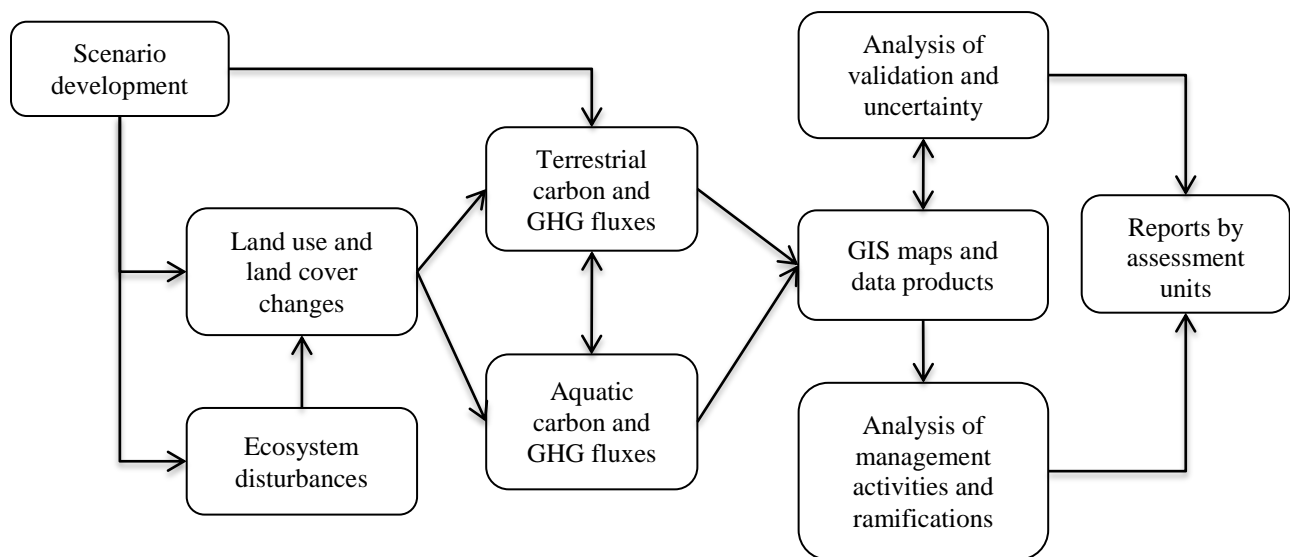 Scenario
development
Land use and
land cover
changes
Ecosystem
disturbances
Terrestrial
carbon and
GHG fluxes
Aquatic
carbon and
GHG fluxes
Analysis of
validation and
uncertainty
GIS maps and
data products
Analysis of
management
activities and
ramifications
Reports by
assessment
units